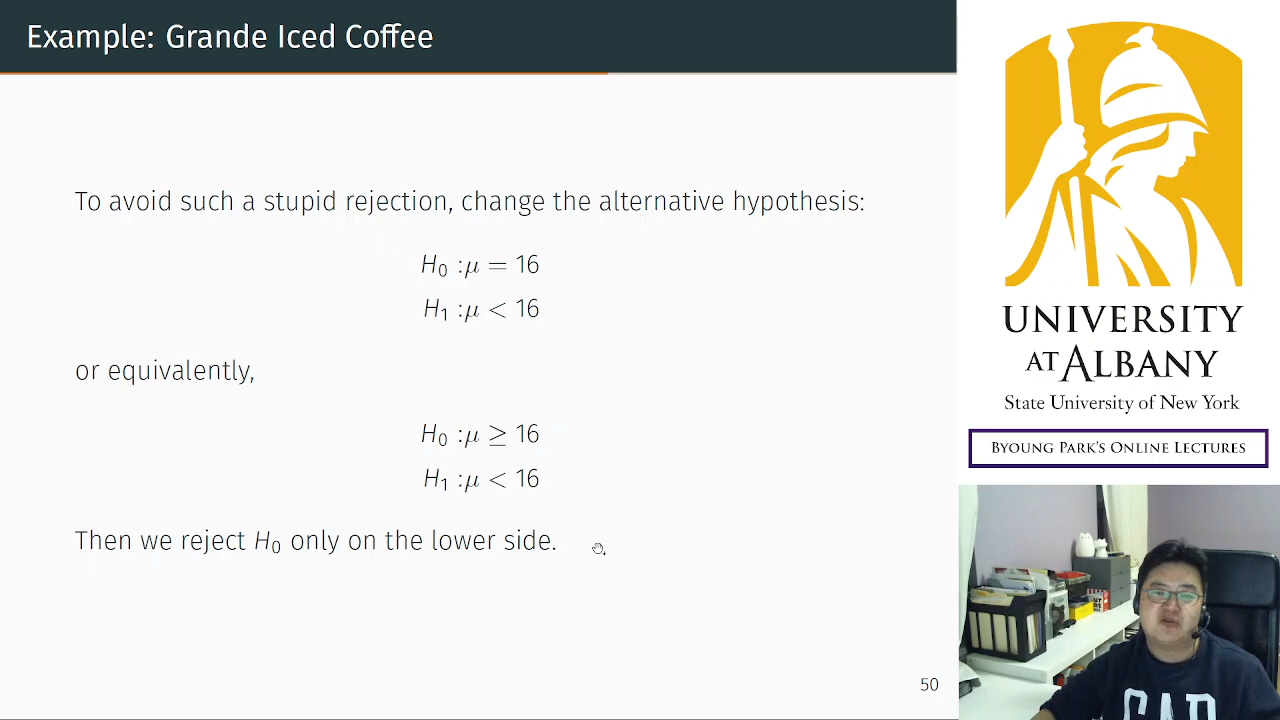 Example: Grande Iced Coffee
To avoid such a stupid rejection, change the alternative hypothesis:
H₀ :μ = 16
H₁ :μ < 16
or equivalently,
H₀ :μ ≥ 16
H₁ :μ < 16
Then we reject H₀ only on the lower side.
50
UNIVERSITY
AT ALBANY
State University of New York
BYOUNG PARK'S ONLINE LECTURES
GAP